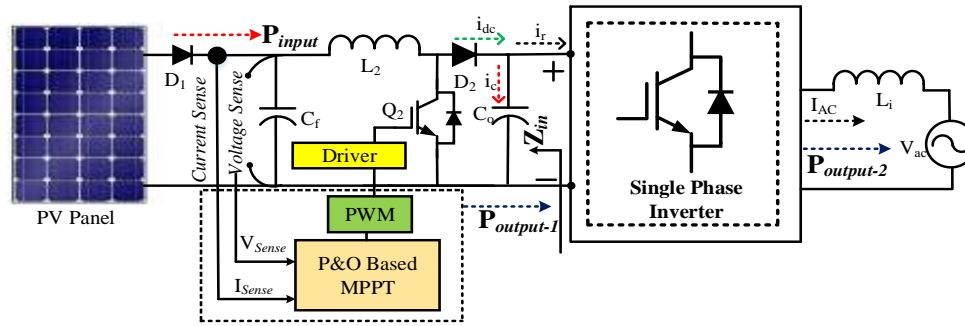 P_input
i_dc
i_r
D_1
L_2
D_2
i_c
+
Current Sense
Voltage Sense
C_f
Q_2
C_o
Z_in
I_AC
L_i
Driver
V_ac
P_output-2
Single Phase
Inverter
PV Panel
PWM
P_output-1
V_Sense
P&O Based
MPPT
I_Sense